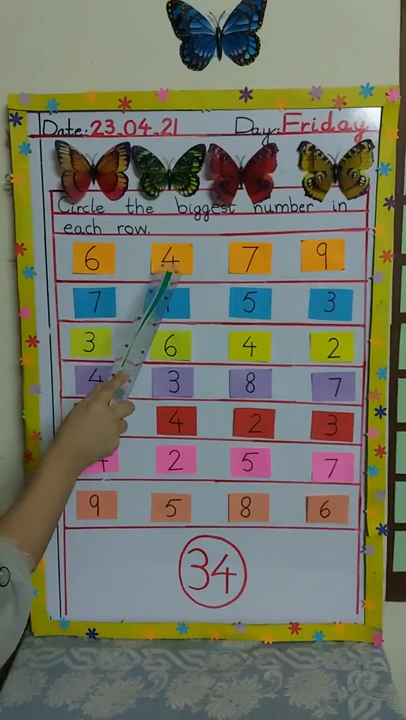 Date: 23.04.21 Day: Friday
Circle the biggest number in
each row.
6 4 7 9
7 5 3
3 6 4 2
4 3 8 7
4 2 3
2 5 7
9 5 8 6
34